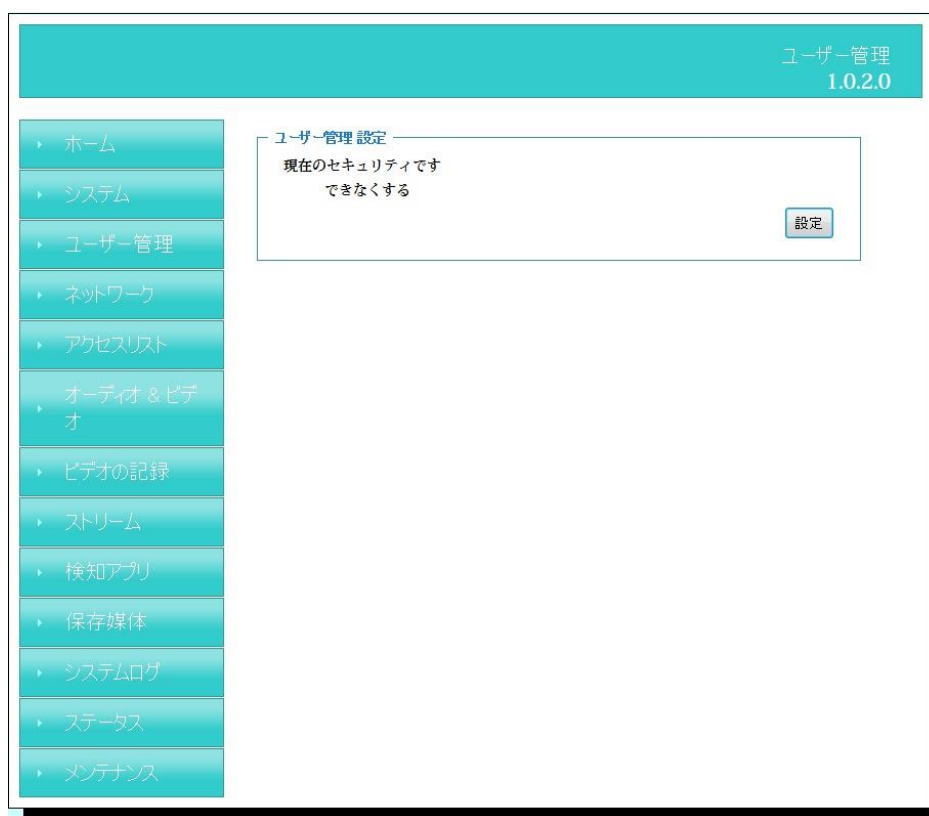 ユーザー管理
1.0.2.0
ホーム
システム
ユーザー管理
ネットワーク
アクセスリスト
オーディオ & ビデ
オ
ビデオの記録
ストリーム
検知アプリ
保存媒体
システムログ
ステータス
メンテナンス
ユーザー管理 設定
現在のセキュリティです
できなくする
設定